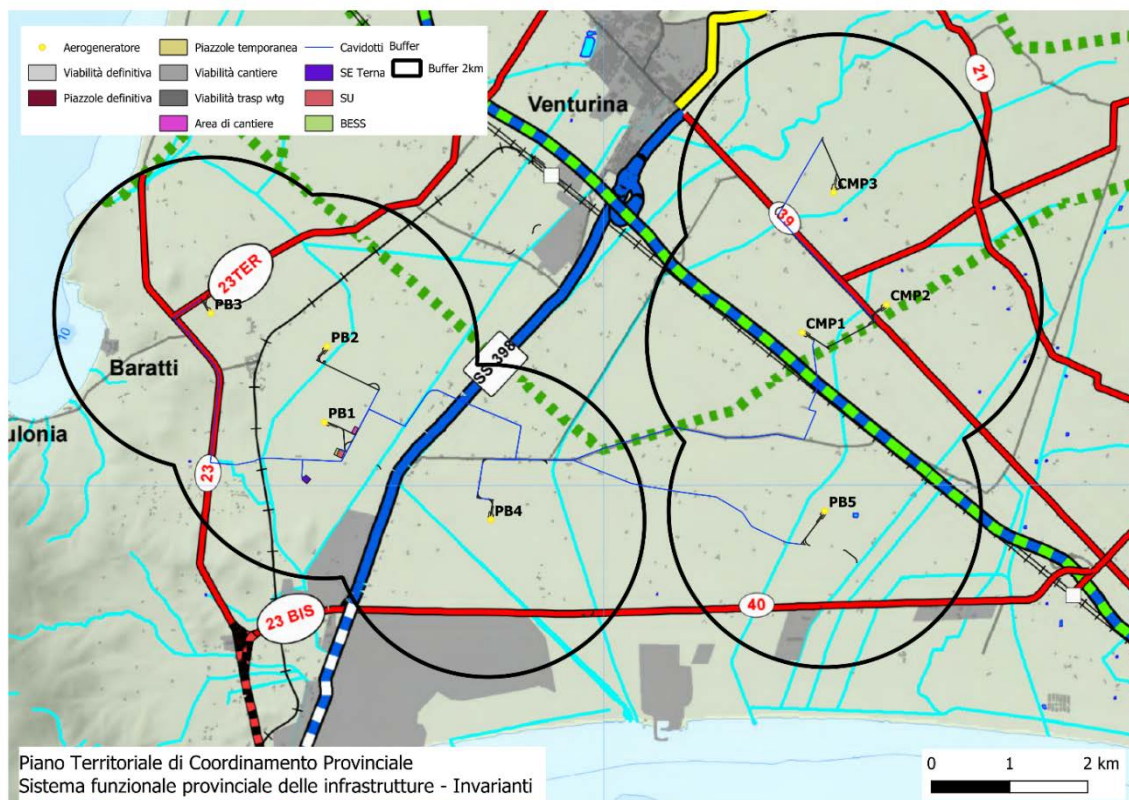 Aerogeneratore
Viabilità definitiva
Piazzole definitiva
Piazzole temporanea
Viabilità cantiere
Viabilità trasp wtg
Area di cantiere
Cavidotti
SE Terna
SU
BESS
Buffer
Buffer 2km
Venturina
21
CMP3
39
23TER
PB3
CMP2
CMP1
PB2
Baratti
10
SS 398
ulonia
PB1
23
PB4
PB5
23 BIS
40
Piano Territoriale di Coordinamento Provinciale
Sistema funzionale provinciale delle infrastrutture - Invarianti
0 1 2 km